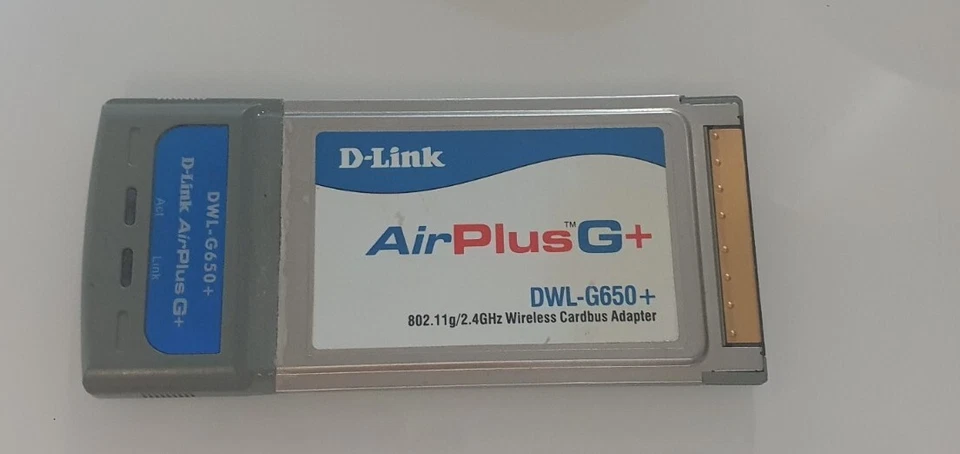 D-Link
AirPlus™G+
DWL-G650+
802.11g/2.4GHz Wireless Cardbus Adapter
DWL-G650+
D-Link AirPlus G+
Act Link